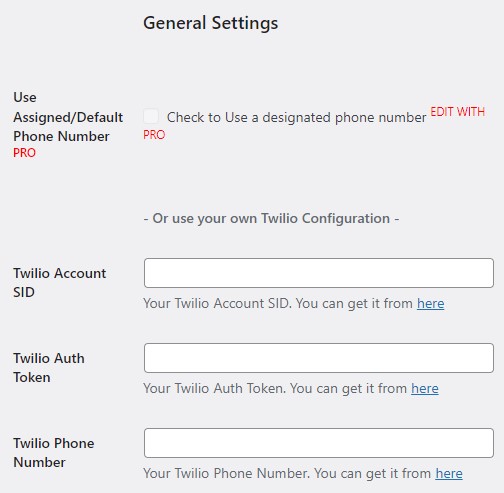 General Settings
Use
Assigned/Default
Phone Number
PRO
Check to Use a designated phone number EDIT WITH
PRO
- Or use your own Twilio Configuration -
Twilio Account
SID
Your Twilio Account SID. You can get it from here
Twilio Auth
Token
Your Twilio Auth Token. You can get it from here
Twilio Phone
Number
Your Twilio Phone Number. You can get it from here